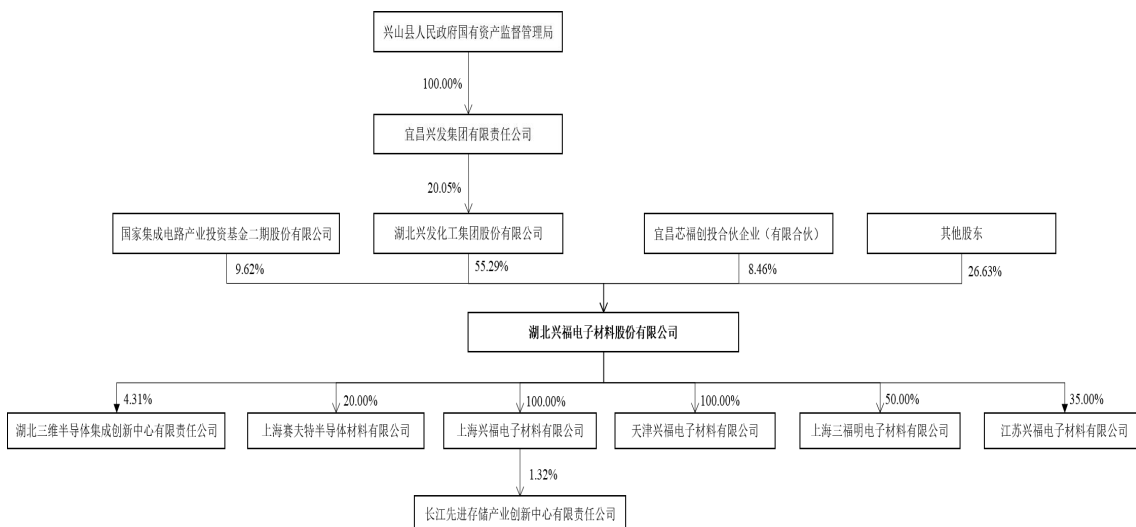 兴山县人民政府国有资产监督管理局
100.00%
宜昌兴发集团有限责任公司
20.05%
国家集成电路产业投资基金二期股份有限公司
湖北兴发化工集团股份有限公司
宜昌芯福创投合伙企业（有限合伙）
其他股东
9.62%
55.29%
8.46%
26.63%
湖北兴福电子材料股份有限公司
4.31%
20.00%
100.00%
100.00%
50.00%
35.00%
湖北三维半导体集成创新中心有限责任公司
上海赛夫特半导体材料有限公司
上海兴福电子材料有限公司
天津兴福电子材料有限公司
上海三福明电子材料有限公司
江苏兴福电子材料有限公司
1.32%
长江先进存储产业创新中心有限责任公司